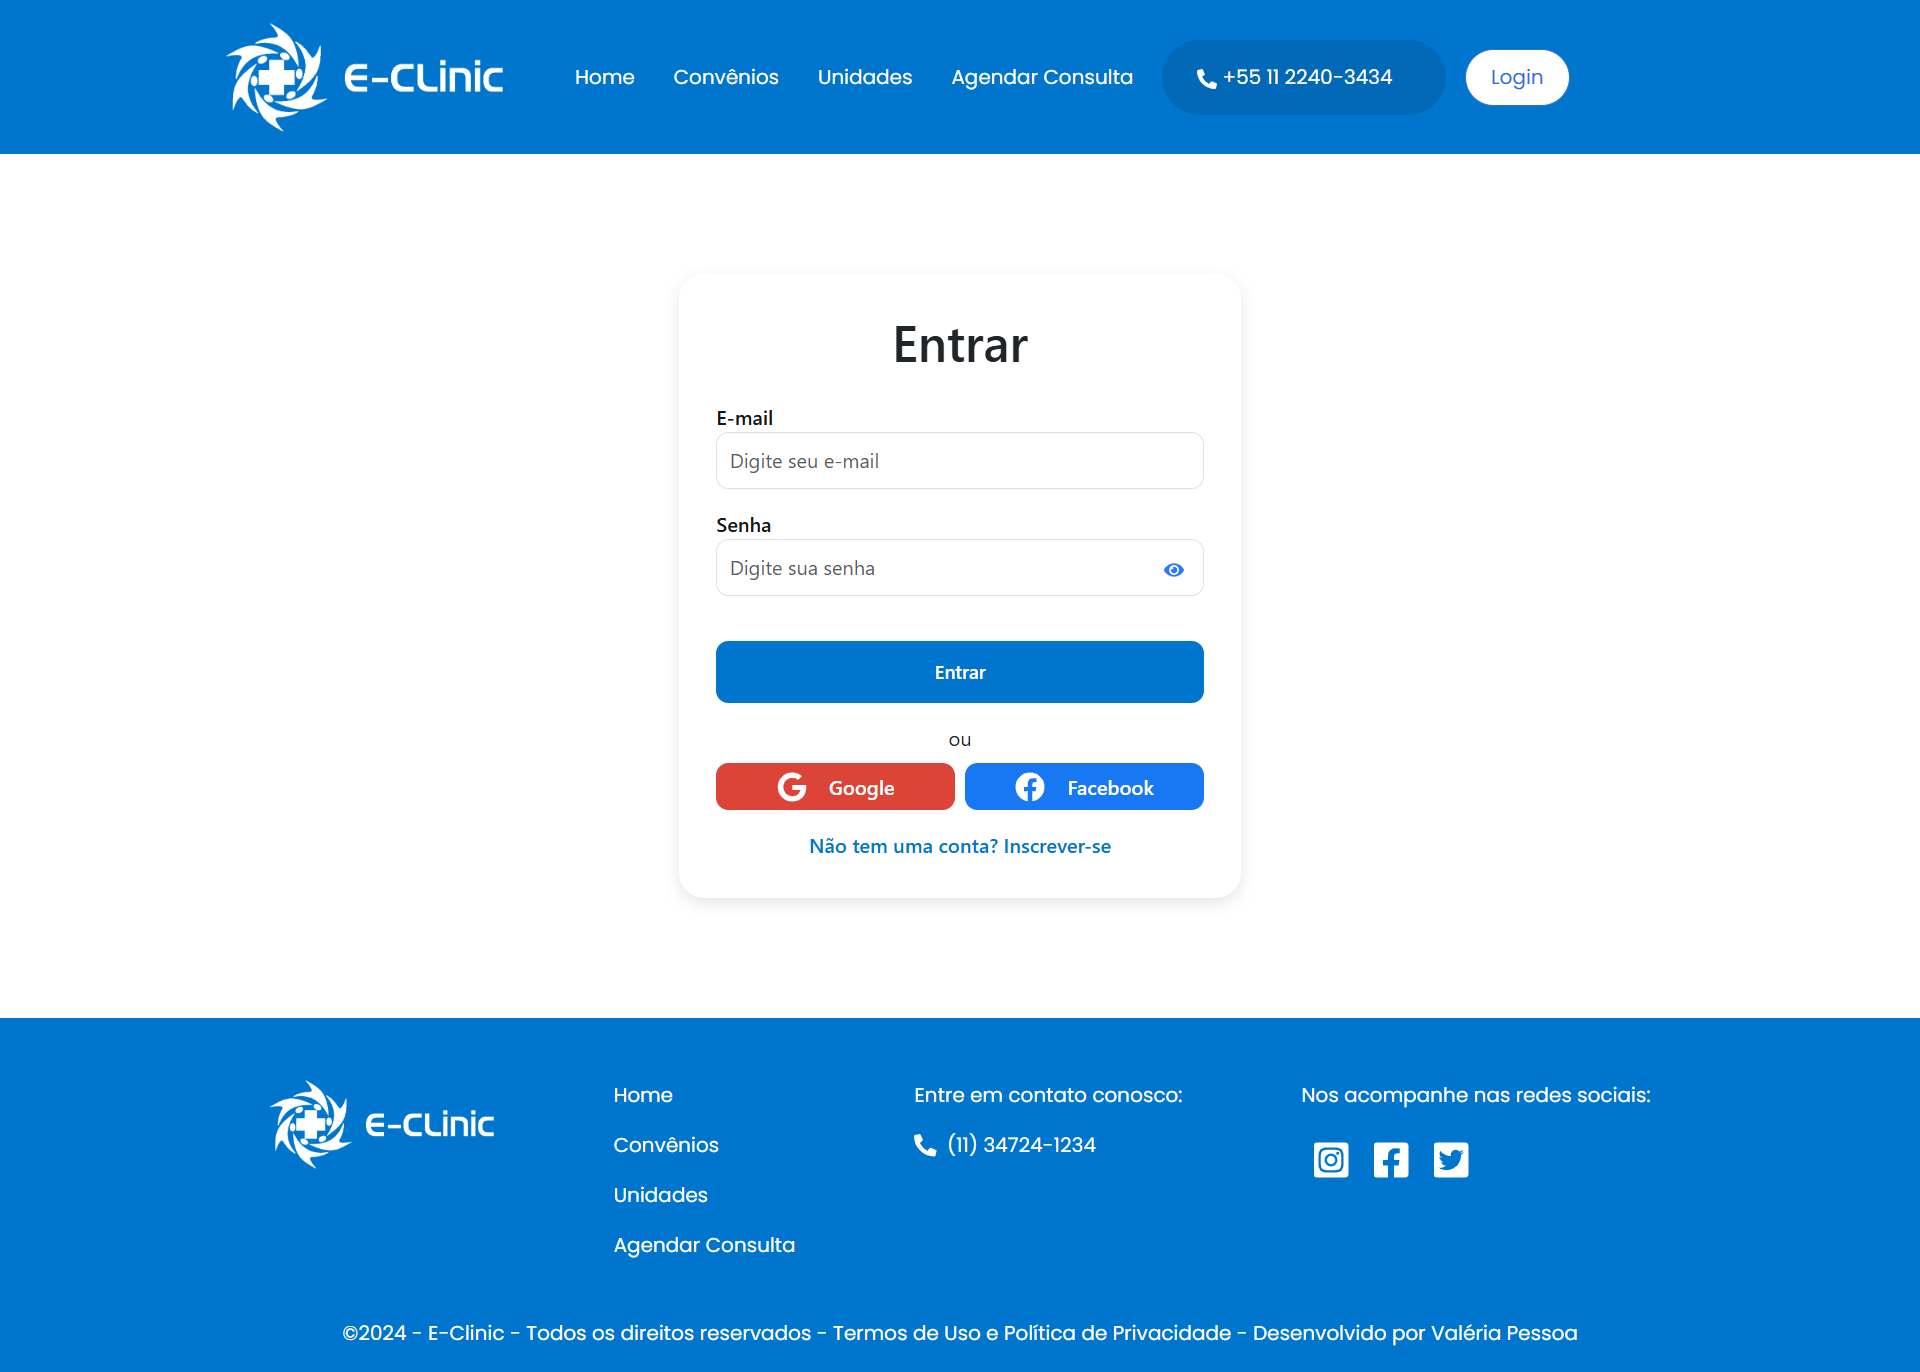 E-CLinic
Home Convênios Unidades Agendar Consulta +55 11 2240-3434 Login
Entrar
E-mail
Digite seu e-mail
Senha
Digite sua senha
Entrar
ou
Google Facebook
Não tem uma conta? Inscrever-se
E-CLinic
Home
Convênios
Unidades
Agendar Consulta
Entre em contato conosco:
(11) 34724-1234
Nos acompanhe nas redes sociais:
©2024 - E-Clinic - Todos os direitos reservados - Termos de Uso e Política de Privacidade - Desenvolvido por Valéria Pessoa